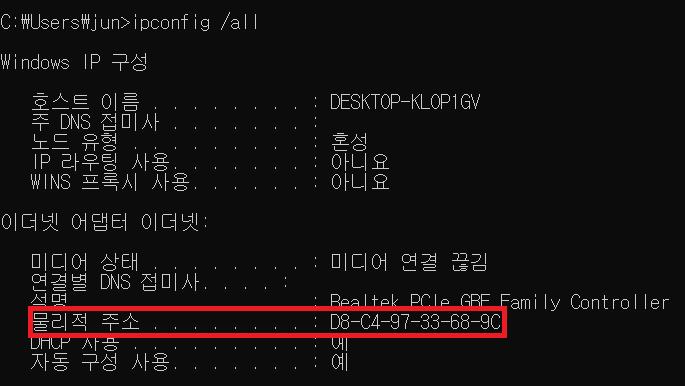 C:\Users\jun>ipconfig /all
Windows IP 구성
호스트 이름 . . . . . . . . : DESKTOP-KLOP1GV
주 DNS 접미사 . . . . . . . :
노드 유형 . . . . . . . . . : 혼성
IP 라우팅 사용. . . . . . . : 아니요
WINS 프록시 사용. . . . . . : 아니요
이더넷 어댑터 이더넷:
미디어 상태 . . . . . . . . : 미디어 연결 끊김
연결별 DNS 접미사. . . . :
설명 . . . . . . . . . . . . : Realtek PCIe GBE Family Controller
물리적 주소 . . . . . . . . : D8-C4-97-33-68-9C
DHCP 사용 . . . . . . . . . : 예
자동 구성 사용. . . . . . . : 예